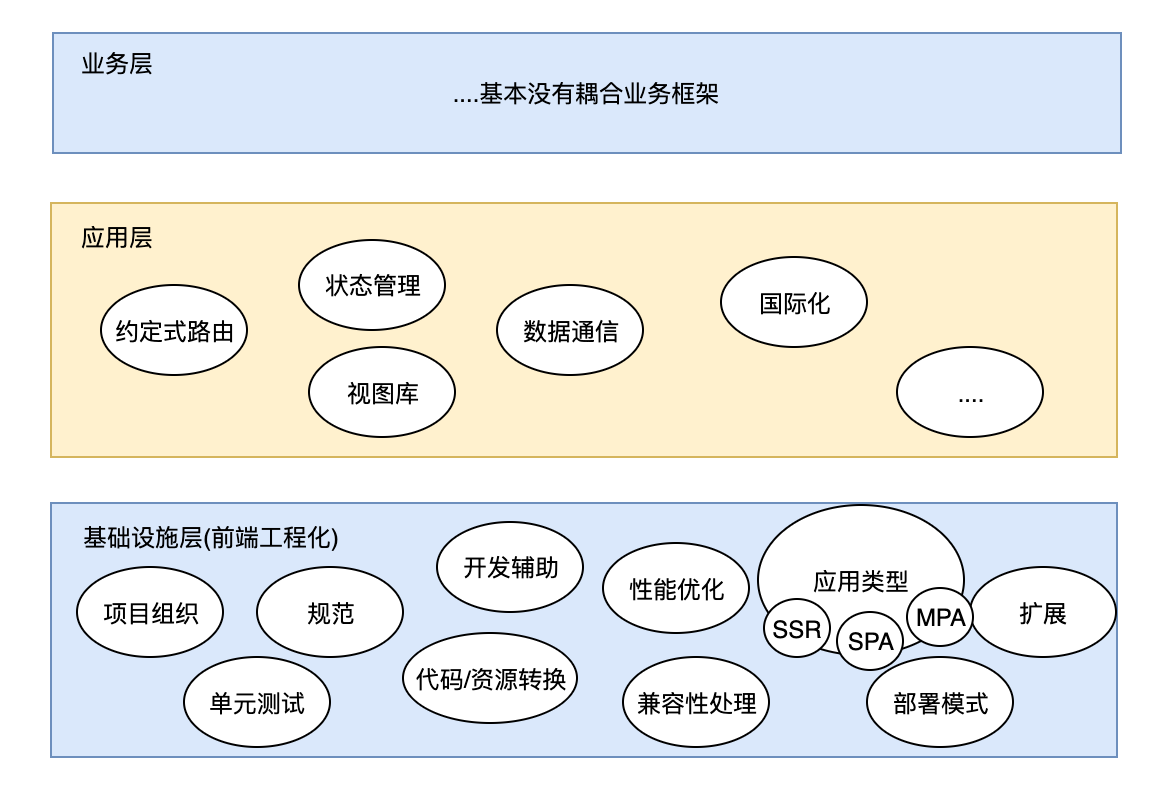 业务层
....基本没有耦合业务框架
应用层
状态管理
国际化
约定式路由
数据通信
视图库
....
基础设施层(前端工程化)
开发辅助
性能优化
应用类型
项目组织
规范
SSR
SPA
MPA
扩展
单元测试
代码/资源转换
兼容性处理
部署模式